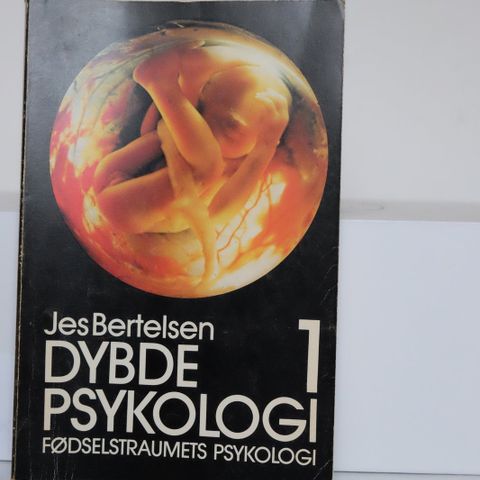 Jes Bertelsen
DYBDE 1
PSYKOLOGI
FØDSELSTRAUMETS PSYKOLOGI